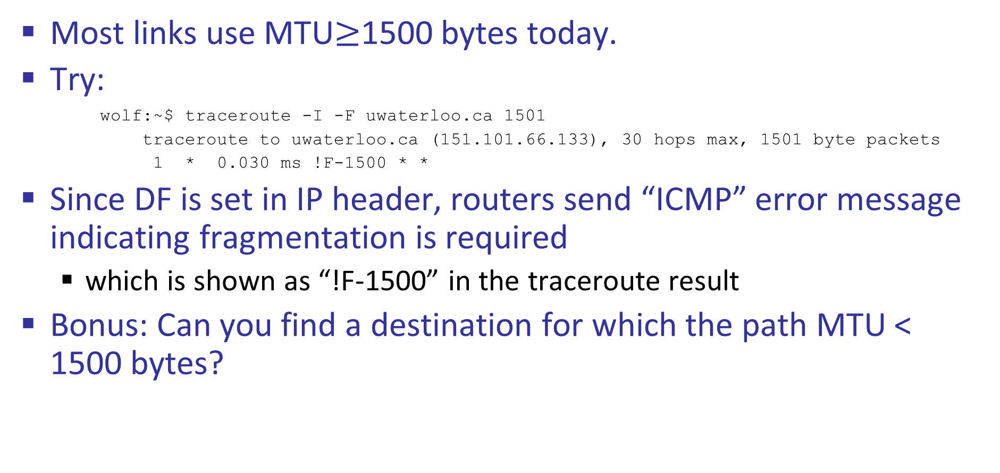 ▪ Most links use MTU≥1500 bytes today.
▪ Try:
wolf:~$ traceroute -I -F uwaterloo.ca 1501
traceroute to uwaterloo.ca (151.101.66.133), 30 hops max, 1501 byte packets
1 * 0.030 ms !F-1500 * *
▪ Since DF is set in IP header, routers send “ICMP” error message
indicating fragmentation is required
▪ which is shown as “!F-1500” in the traceroute result
▪ Bonus: Can you find a destination for which the path MTU <
1500 bytes?